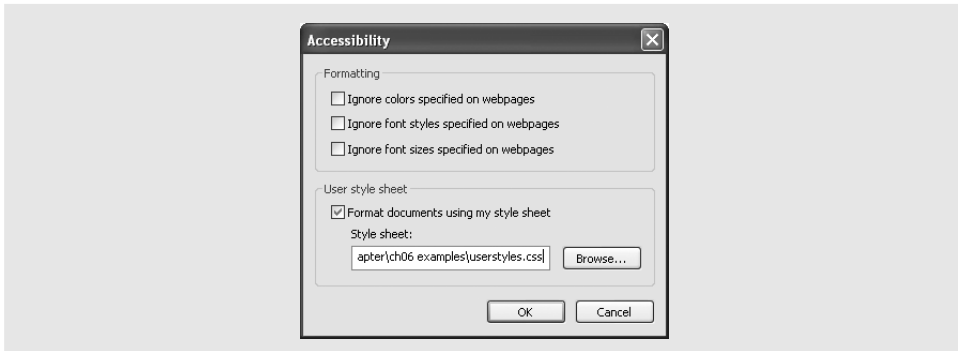 Accessibility
Formatting
Ignore colors specified on webpages
Ignore font styles specified on webpages
Ignore font sizes specified on webpages
User style sheet
Format documents using my style sheet
Style sheet:
apter\ch06 examples\userstyles.css
Browse...
OK
Cancel